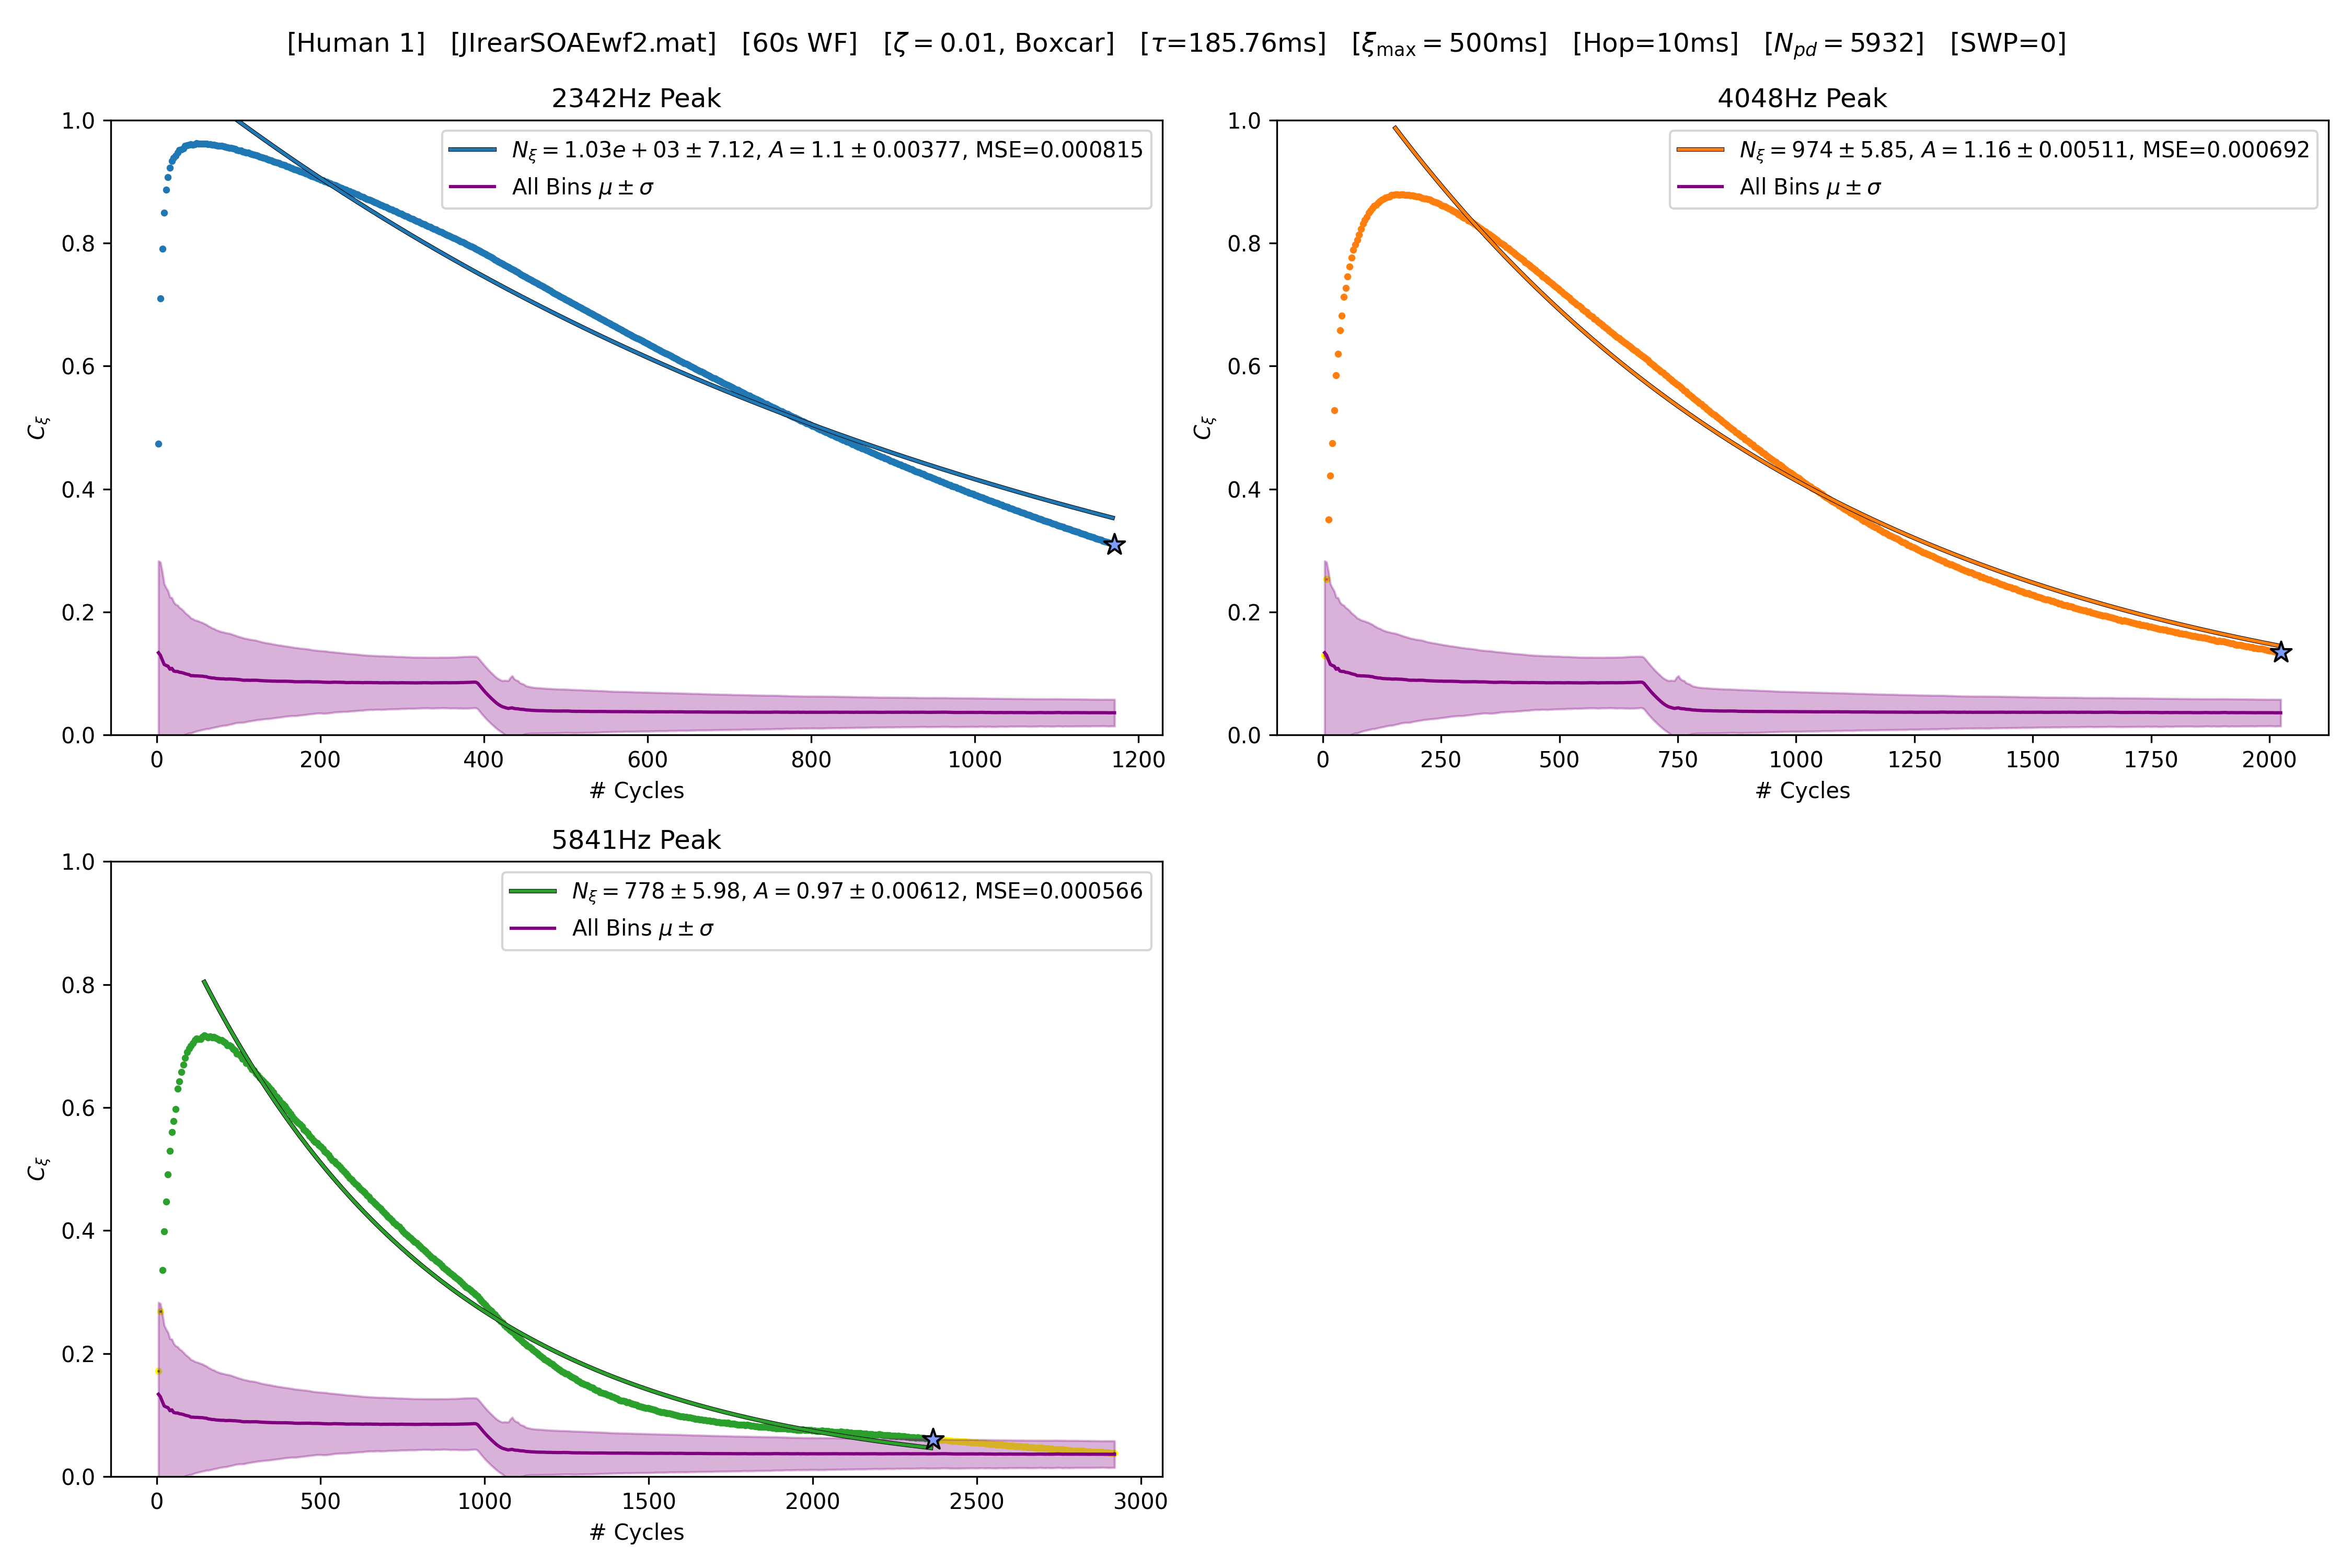 [Human 1] [JIrearSOAEwf2.mat] [60s WF] [ζ = 0.01, Boxcar] [τ=185.76ms] [ξmax = 500ms] [Hop=10ms] [Npd = 5932] [SWP=0]
2342Hz Peak
Nξ = 1.03e + 03 ± 7.12, A = 1.1 ± 0.00377, MSE=0.000815
All Bins μ ± σ
1.0
0.8
0.6
0.4
0.2
0.0
Cξ
0 200 400 600 800 1000 1200
# Cycles
4048Hz Peak
Nξ = 974 ± 5.85, A = 1.16 ± 0.00511, MSE=0.000692
All Bins μ ± σ
1.0
0.8
0.6
0.4
0.2
0.0
Cξ
0 250 500 750 1000 1250 1500 1750 2000
# Cycles
5841Hz Peak
Nξ = 778 ± 5.98, A = 0.97 ± 0.00612, MSE=0.000566
All Bins μ ± σ
1.0
0.8
0.6
0.4
0.2
0.0
Cξ
0 500 1000 1500 2000 2500 3000
# Cycles